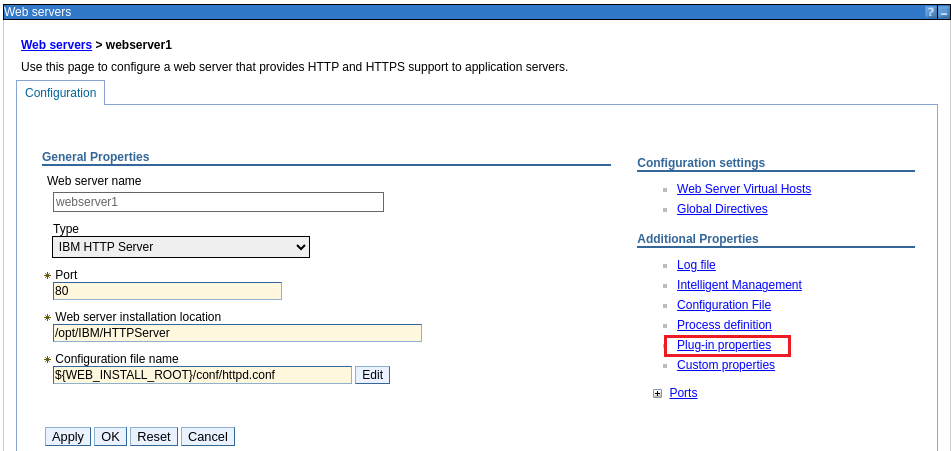 Web servers ? –
Web servers > webserver1
Use this page to configure a web server that provides HTTP and HTTPS support to application servers.
Configuration
General Properties
Web server name
webserver1
Type
IBM HTTP Server
* Port
80
* Web server installation location
/opt/IBM/HTTPServer
* Configuration file name
${WEB_INSTALL_ROOT}/conf/httpd.conf Edit
Apply OK Reset Cancel
Configuration settings
Web Server Virtual Hosts
Global Directives
Additional Properties
Log file
Intelligent Management
Configuration File
Process definition
Plug-in properties
Custom properties
+ Ports